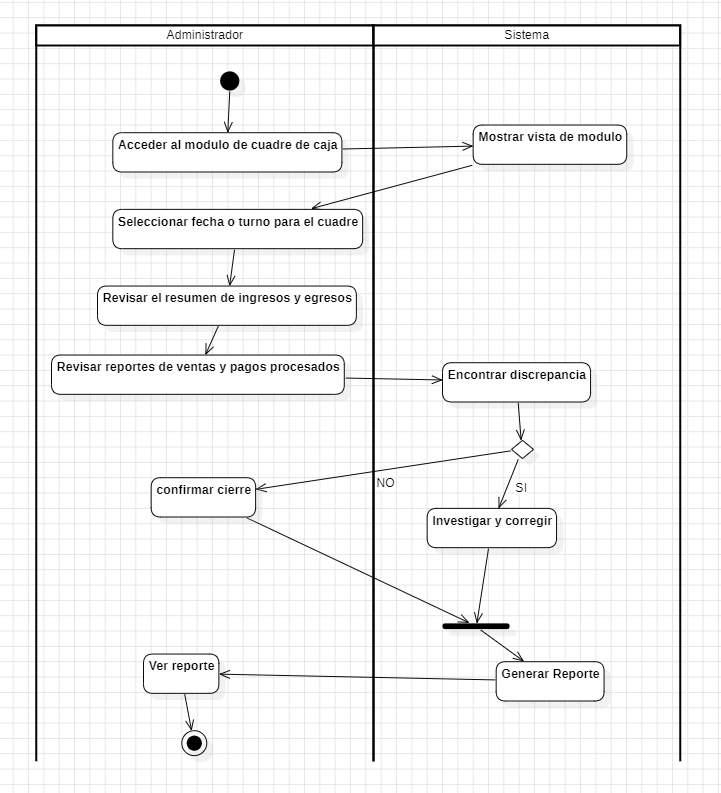 Administrador
Sistema
Acceder al modulo de cuadre de caja
Mostrar vista de modulo
Seleccionar fecha o turno para el cuadre
Revisar el resumen de ingresos y egresos
Revisar reportes de ventas y pagos procesados
Encontrar discrepancia
NO
confirmar cierre
SI
Investigar y corregir
Ver reporte
Generar Reporte